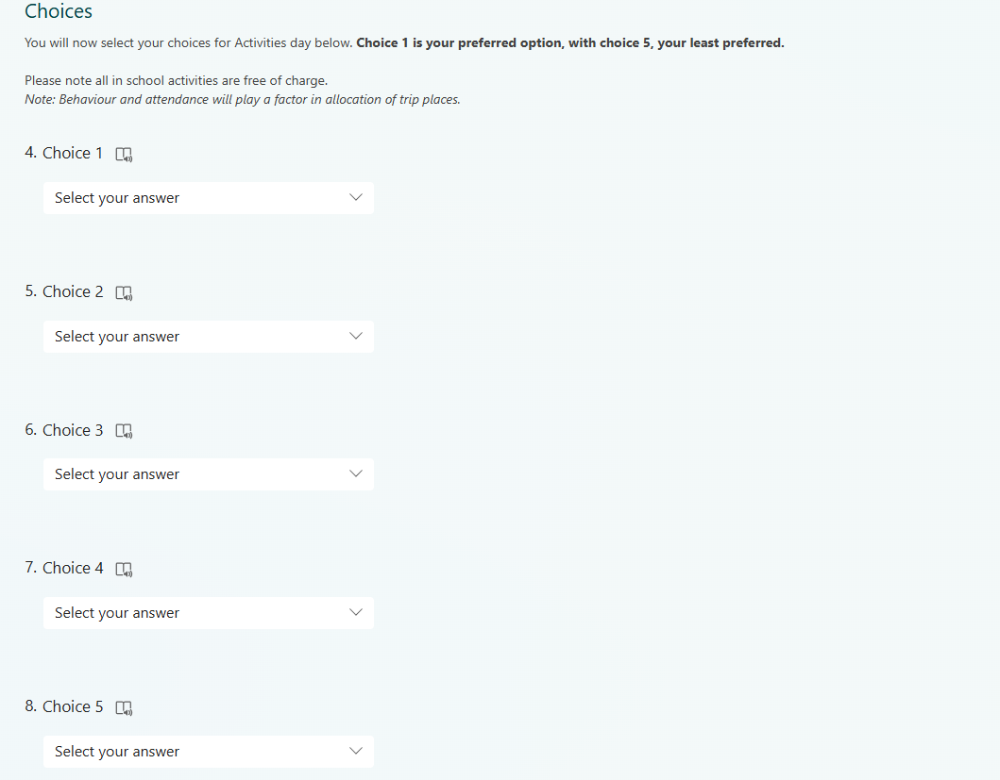 Choices
You will now select your choices for Activities day below. Choice 1 is your preferred option, with choice 5, your least preferred.
Please note all in school activities are free of charge.
Note: Behaviour and attendance will play a factor in allocation of trip places.
4. Choice 1
Select your answer
5. Choice 2
Select your answer
6. Choice 3
Select your answer
7. Choice 4
Select your answer
8. Choice 5
Select your answer